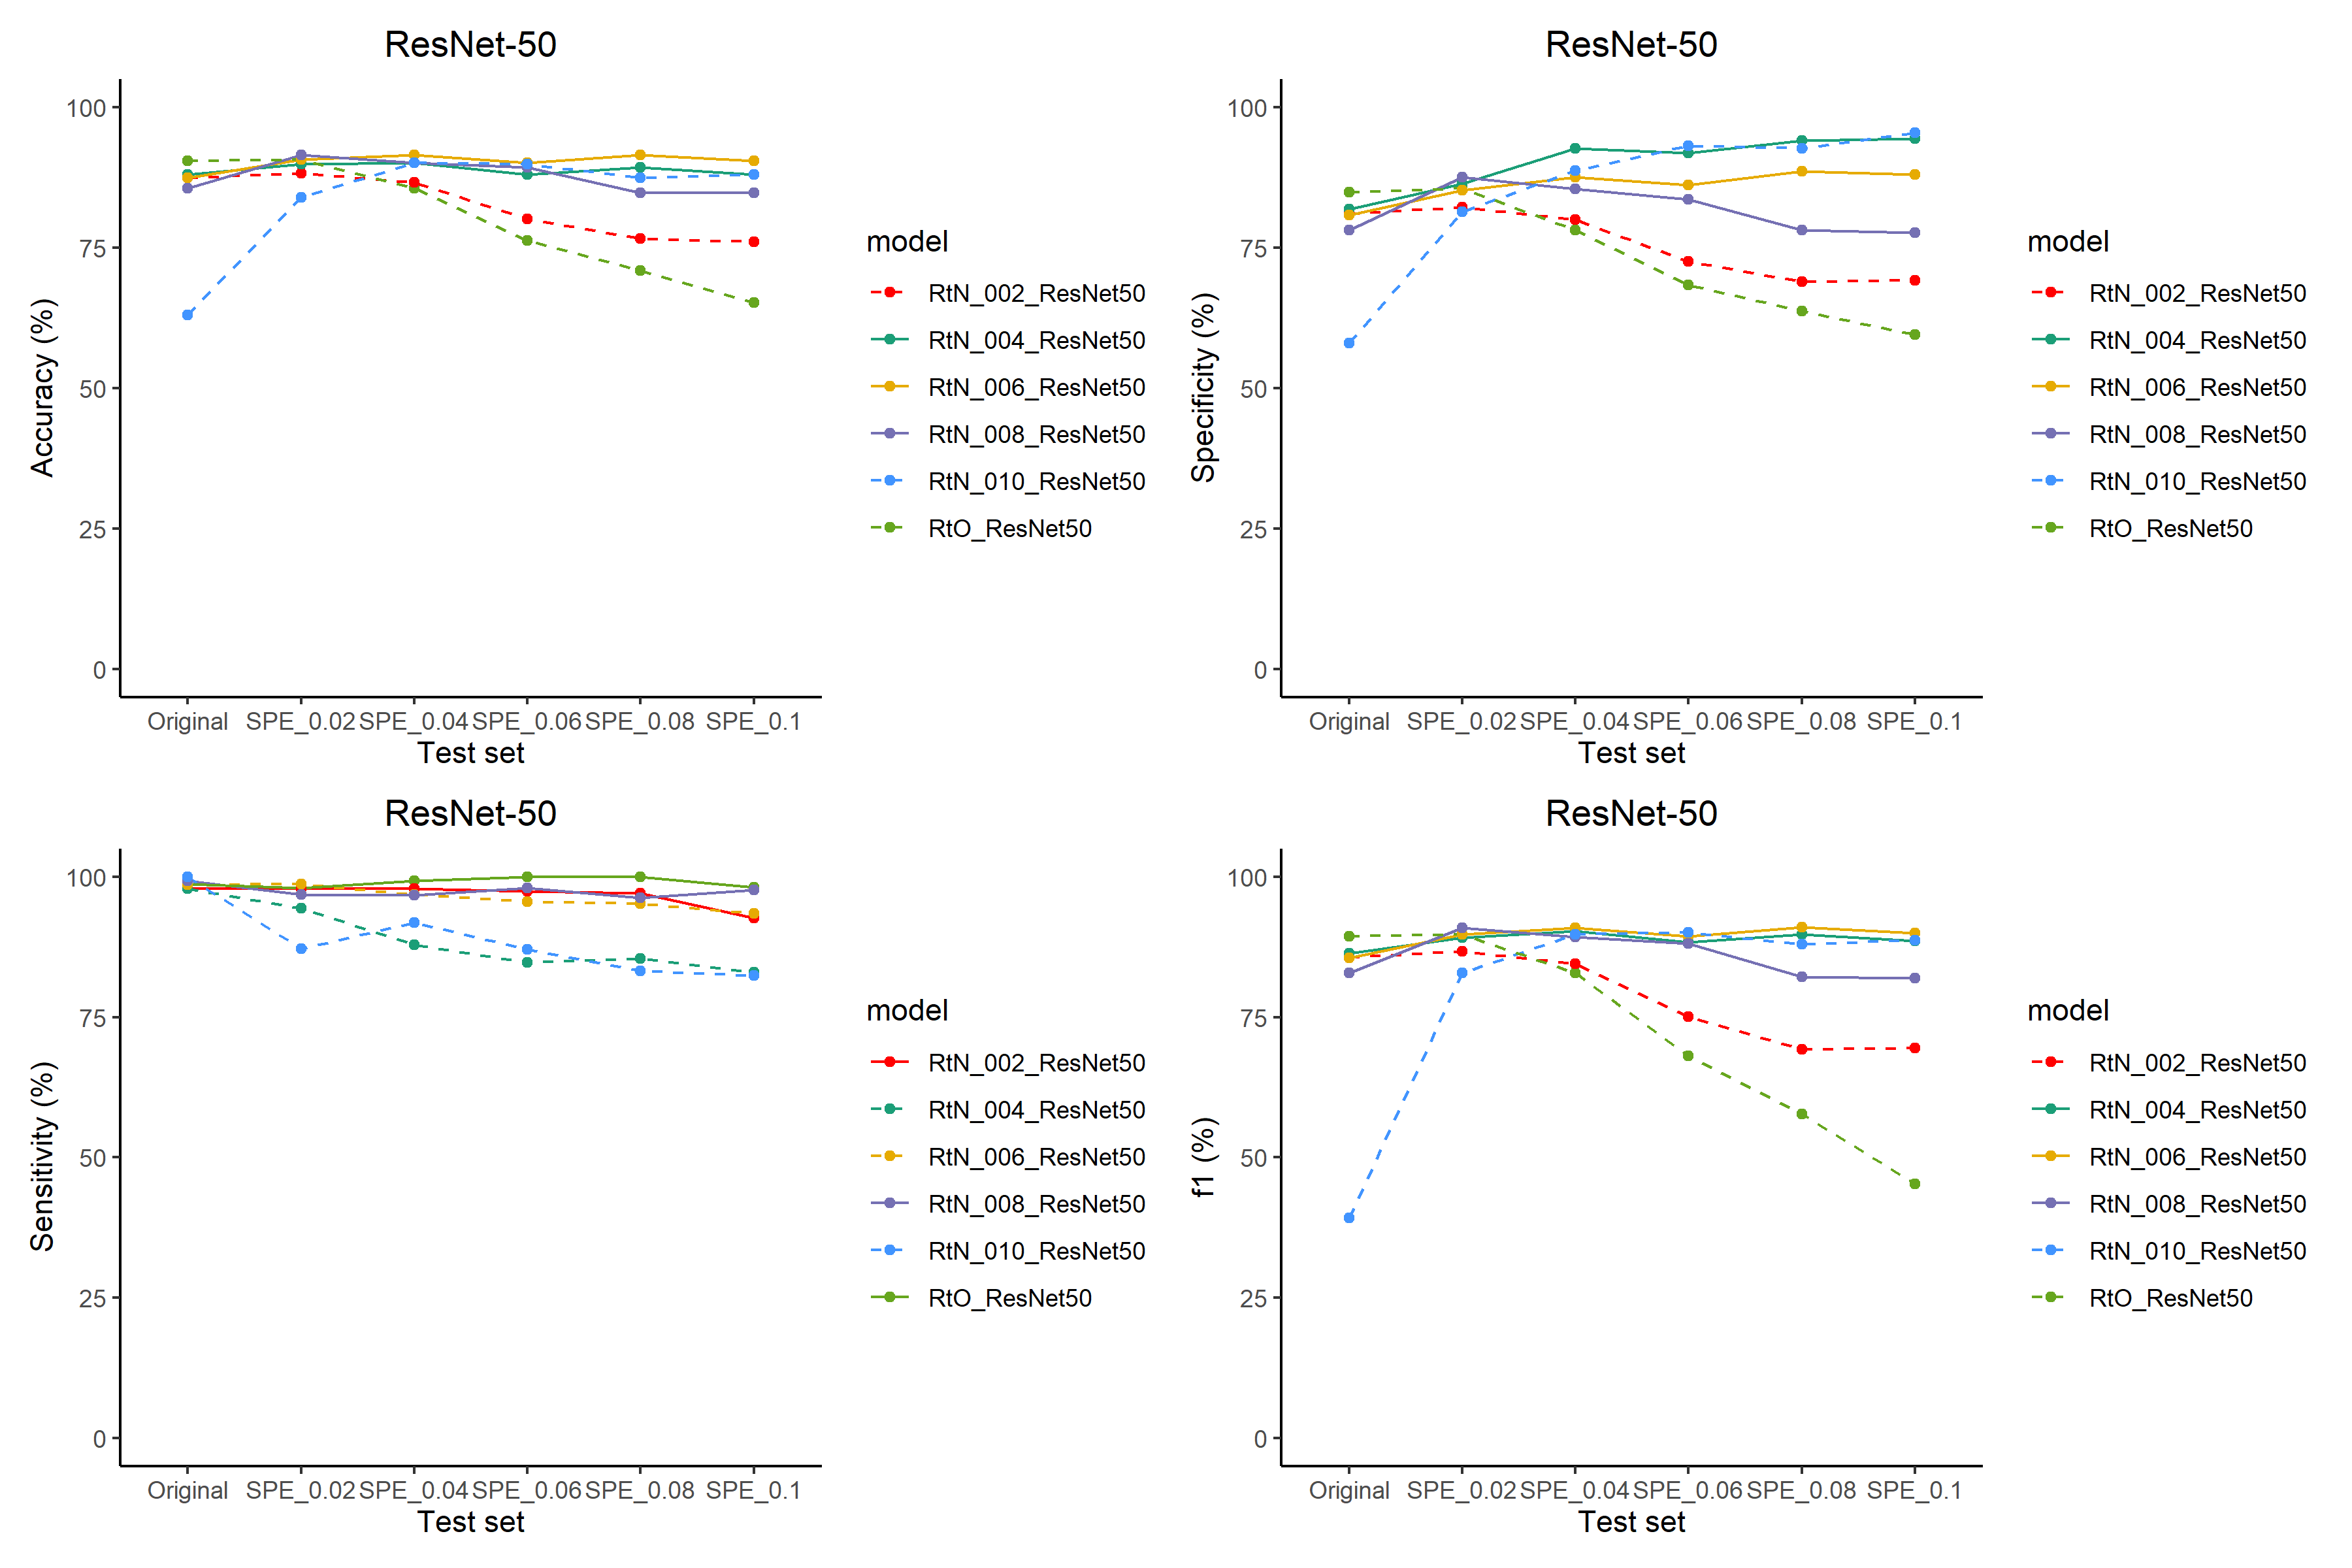 ResNet-50
Accuracy (%)
100
75
50
25
0
Original SPE_0.02 SPE_0.04 SPE_0.06 SPE_0.08 SPE_0.1
Test set
model
RtN_002_ResNet50
RtN_004_ResNet50
RtN_006_ResNet50
RtN_008_ResNet50
RtN_010_ResNet50
RtO_ResNet50
ResNet-50
Specificity (%)
100
75
50
25
0
Original SPE_0.02 SPE_0.04 SPE_0.06 SPE_0.08 SPE_0.1
Test set
model
RtN_002_ResNet50
RtN_004_ResNet50
RtN_006_ResNet50
RtN_008_ResNet50
RtN_010_ResNet50
RtO_ResNet50
ResNet-50
Sensitivity (%)
100
75
50
25
0
Original SPE_0.02 SPE_0.04 SPE_0.06 SPE_0.08 SPE_0.1
Test set
model
RtN_002_ResNet50
RtN_004_ResNet50
RtN_006_ResNet50
RtN_008_ResNet50
RtN_010_ResNet50
RtO_ResNet50
ResNet-50
f1 (%)
100
75
50
25
0
Original SPE_0.02 SPE_0.04 SPE_0.06 SPE_0.08 SPE_0.1
Test set
model
RtN_002_ResNet50
RtN_004_ResNet50
RtN_006_ResNet50
RtN_008_ResNet50
RtN_010_ResNet50
RtO_ResNet50